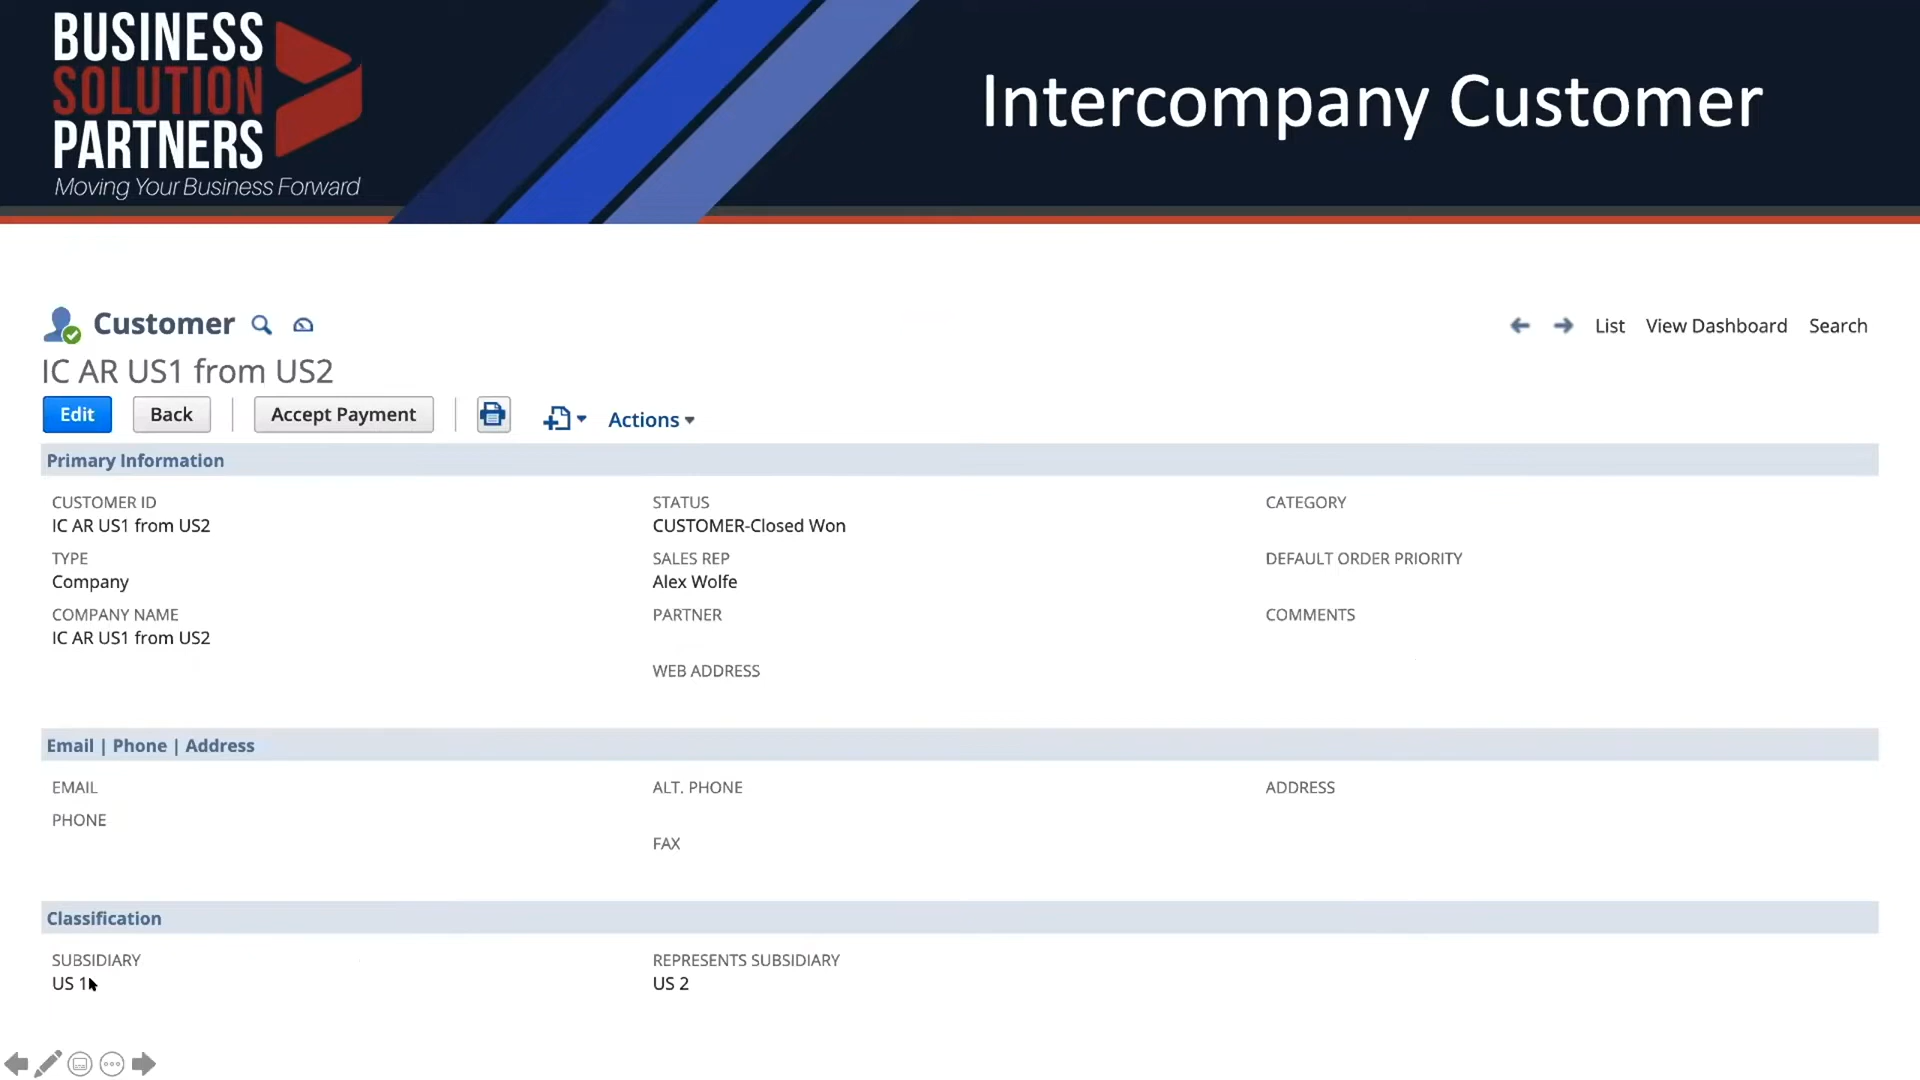 BUSINESS
SOLUTION
PARTNERS
Moving Your Business Forward
Intercompany Customer
Customer
List View Dashboard Search
IC AR US1 from US2
Edit Back Accept Payment Actions
Primary Information
CUSTOMER ID
IC AR US1 from US2
TYPE
Company
COMPANY NAME
IC AR US1 from US2
STATUS
CUSTOMER-Closed Won
SALES REP
Alex Wolfe
PARTNER
WEB ADDRESS
CATEGORY
DEFAULT ORDER PRIORITY
COMMENTS
Email | Phone | Address
EMAIL
PHONE
ALT. PHONE
FAX
ADDRESS
Classification
SUBSIDIARY
US 1
REPRESENTS SUBSIDIARY
US 2